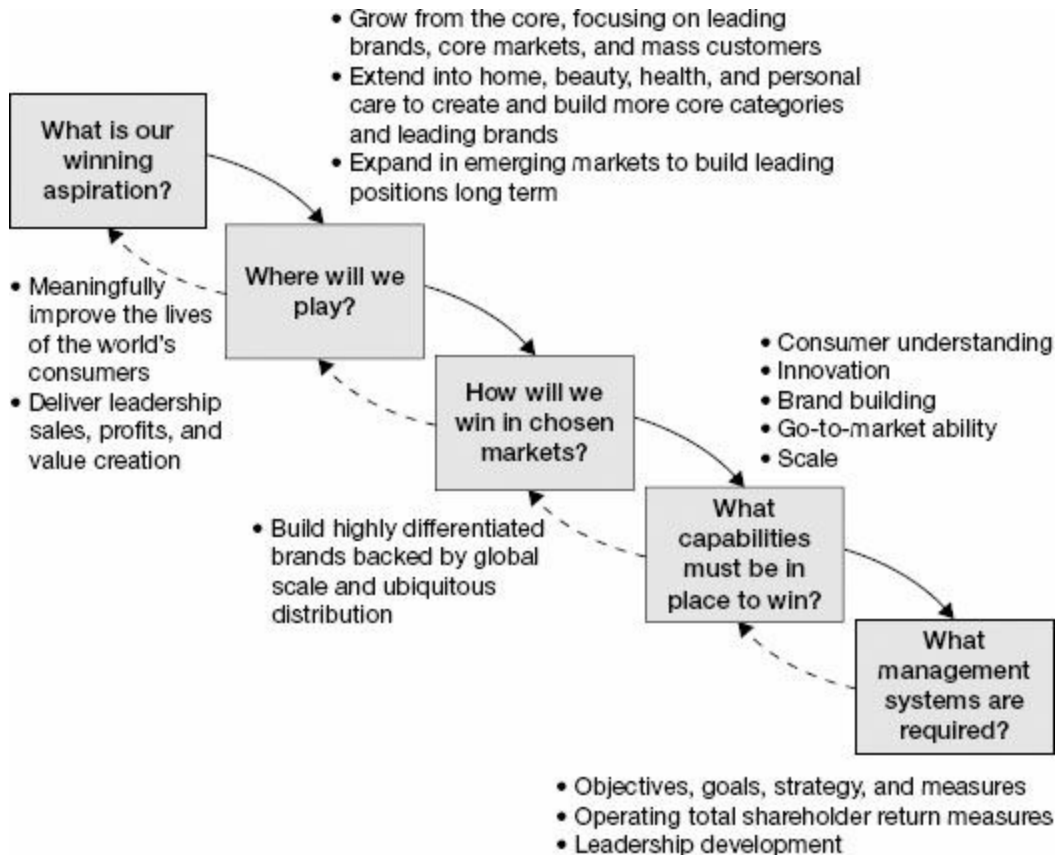 • Grow from the core, focusing on leading
brands, core markets, and mass customers
• Extend into home, beauty, health, and personal
care to create and build more core categories
and leading brands
• Expand in emerging markets to build leading
positions long term
What is our
winning
aspiration?
• Meaningfully
improve the lives
of the world's
consumers
• Deliver leadership
sales, profits, and
value creation
Where will we
play?
How will we
win in chosen
markets?
• Build highly differentiated
brands backed by global
scale and ubiquitous
distribution
• Consumer understanding
• Innovation
• Brand building
• Go-to-market ability
• Scale
What
capabilities
must be in
place to win?
What
management
systems are
required?
• Objectives, goals, strategy, and measures
• Operating total shareholder return measures
• Leadership development